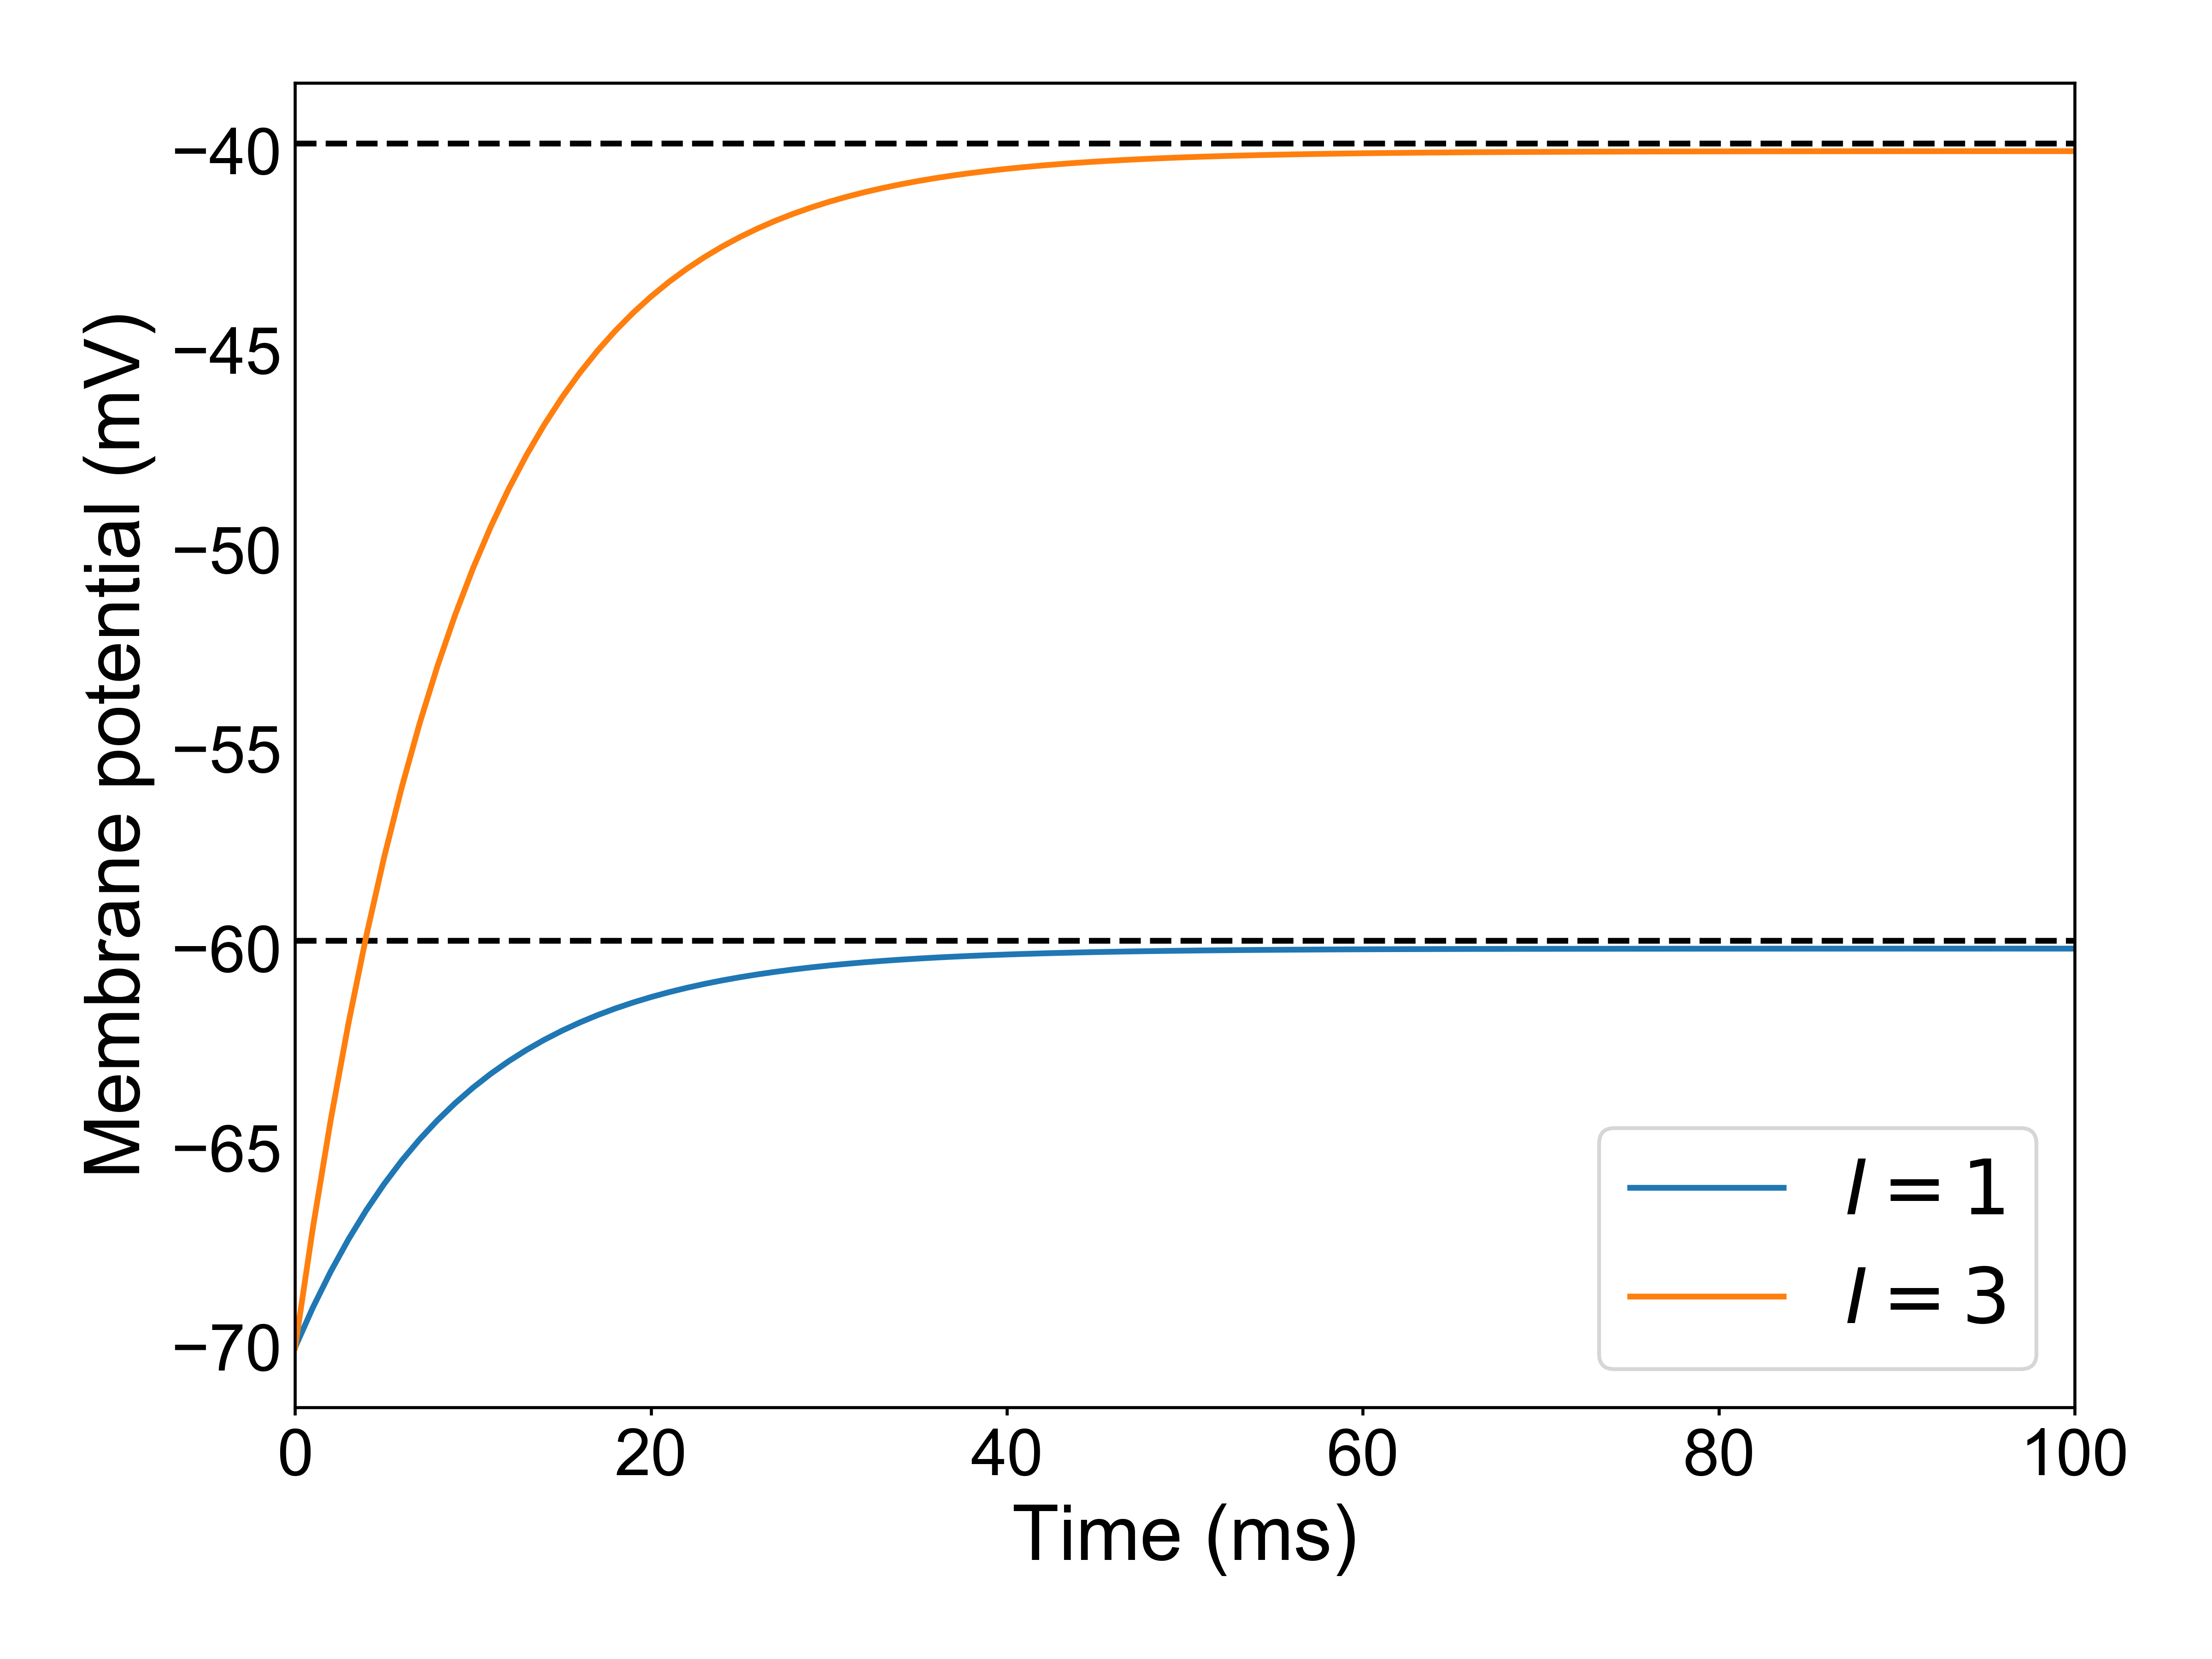 Membrane potential (mV)
−40
−45
−50
−55
−60
−65
−70
I = 1
I = 3
0 20 40 60 80 100
Time (ms)